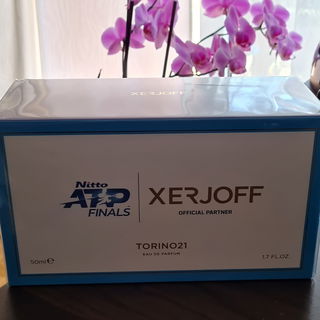 XERJOFF
Nitto
ATP
FINALS
XERJOFF
OFFICIAL PARTNER
TORINO21
EAU DE PARFUM
50ml ℮
1.7 FL.OZ.